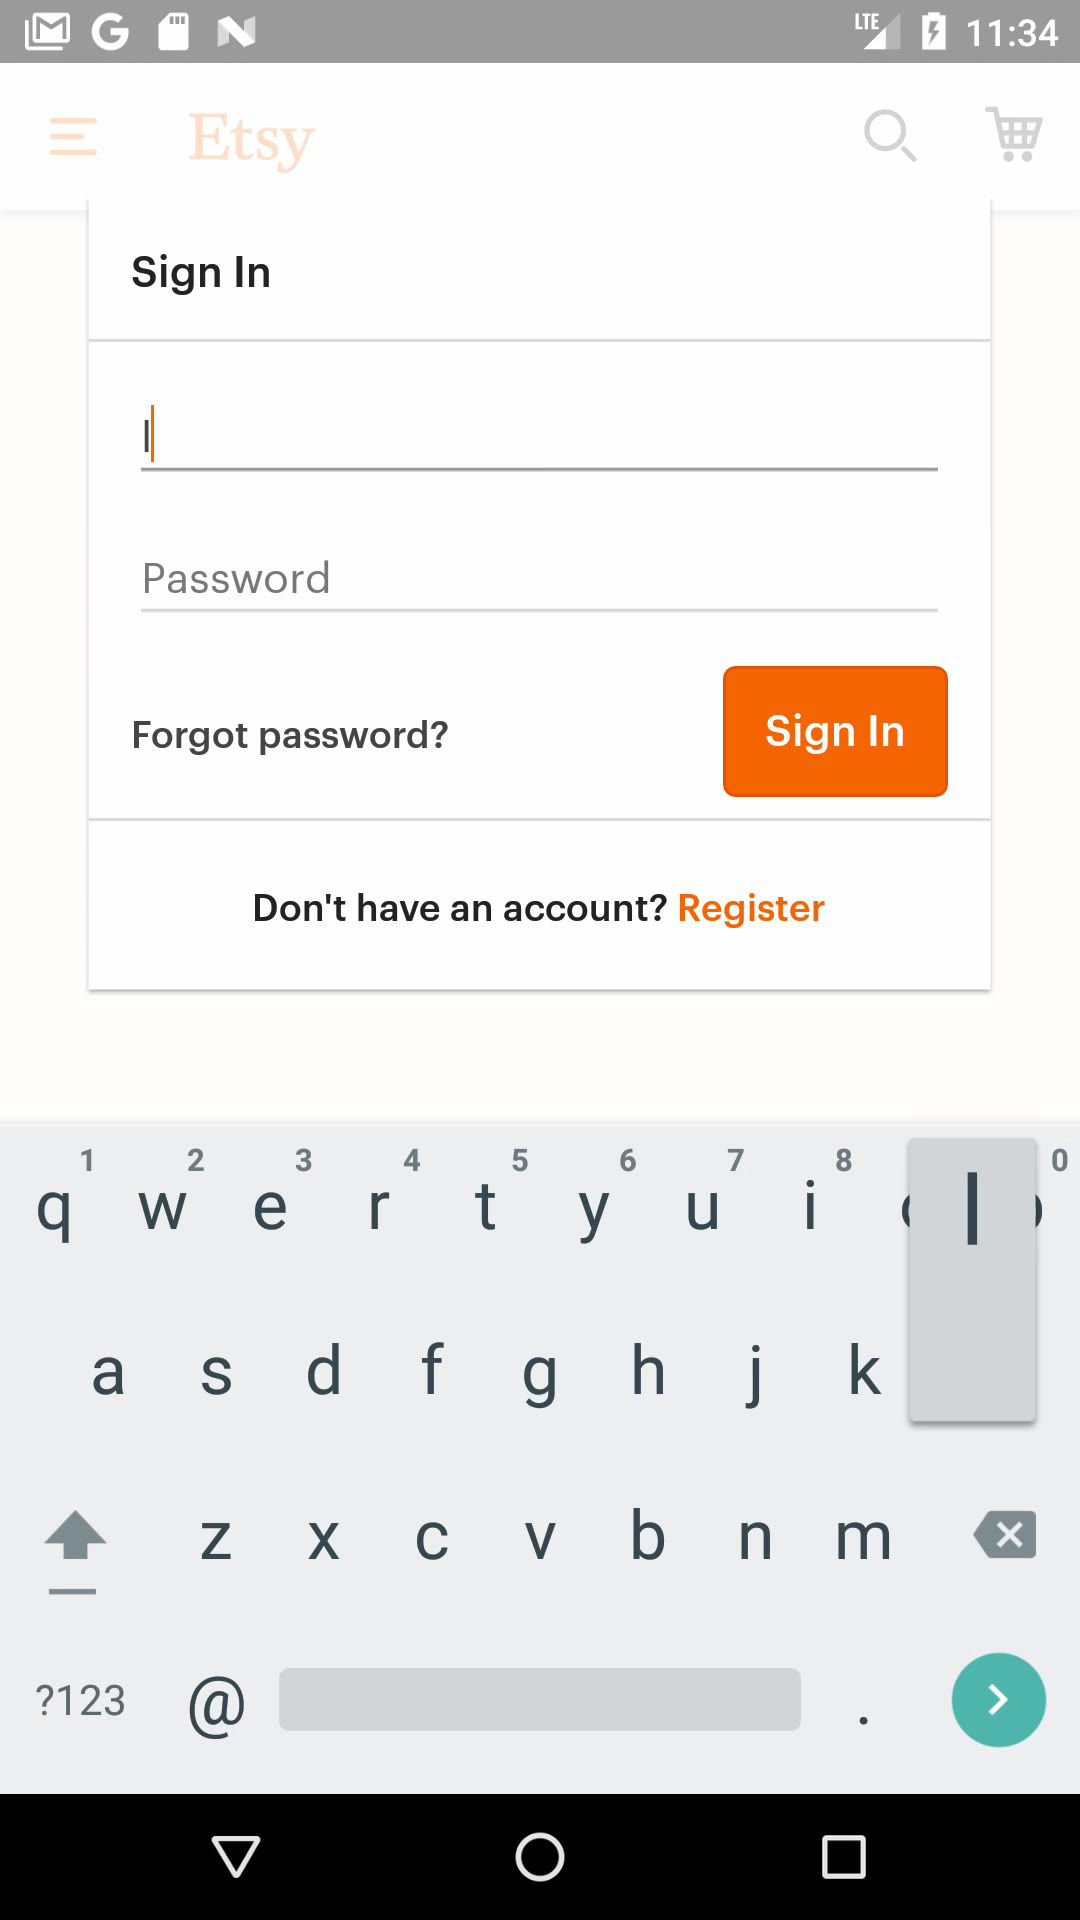 LTE 11:34
Etsy
Sign In
l
Password
Forgot password? Sign In
Don't have an account? Register
1 2 3 4 5 6 7 8 0
q w e r t y u i l
a s d f g h j k
z x c v b n m
?123 @ .